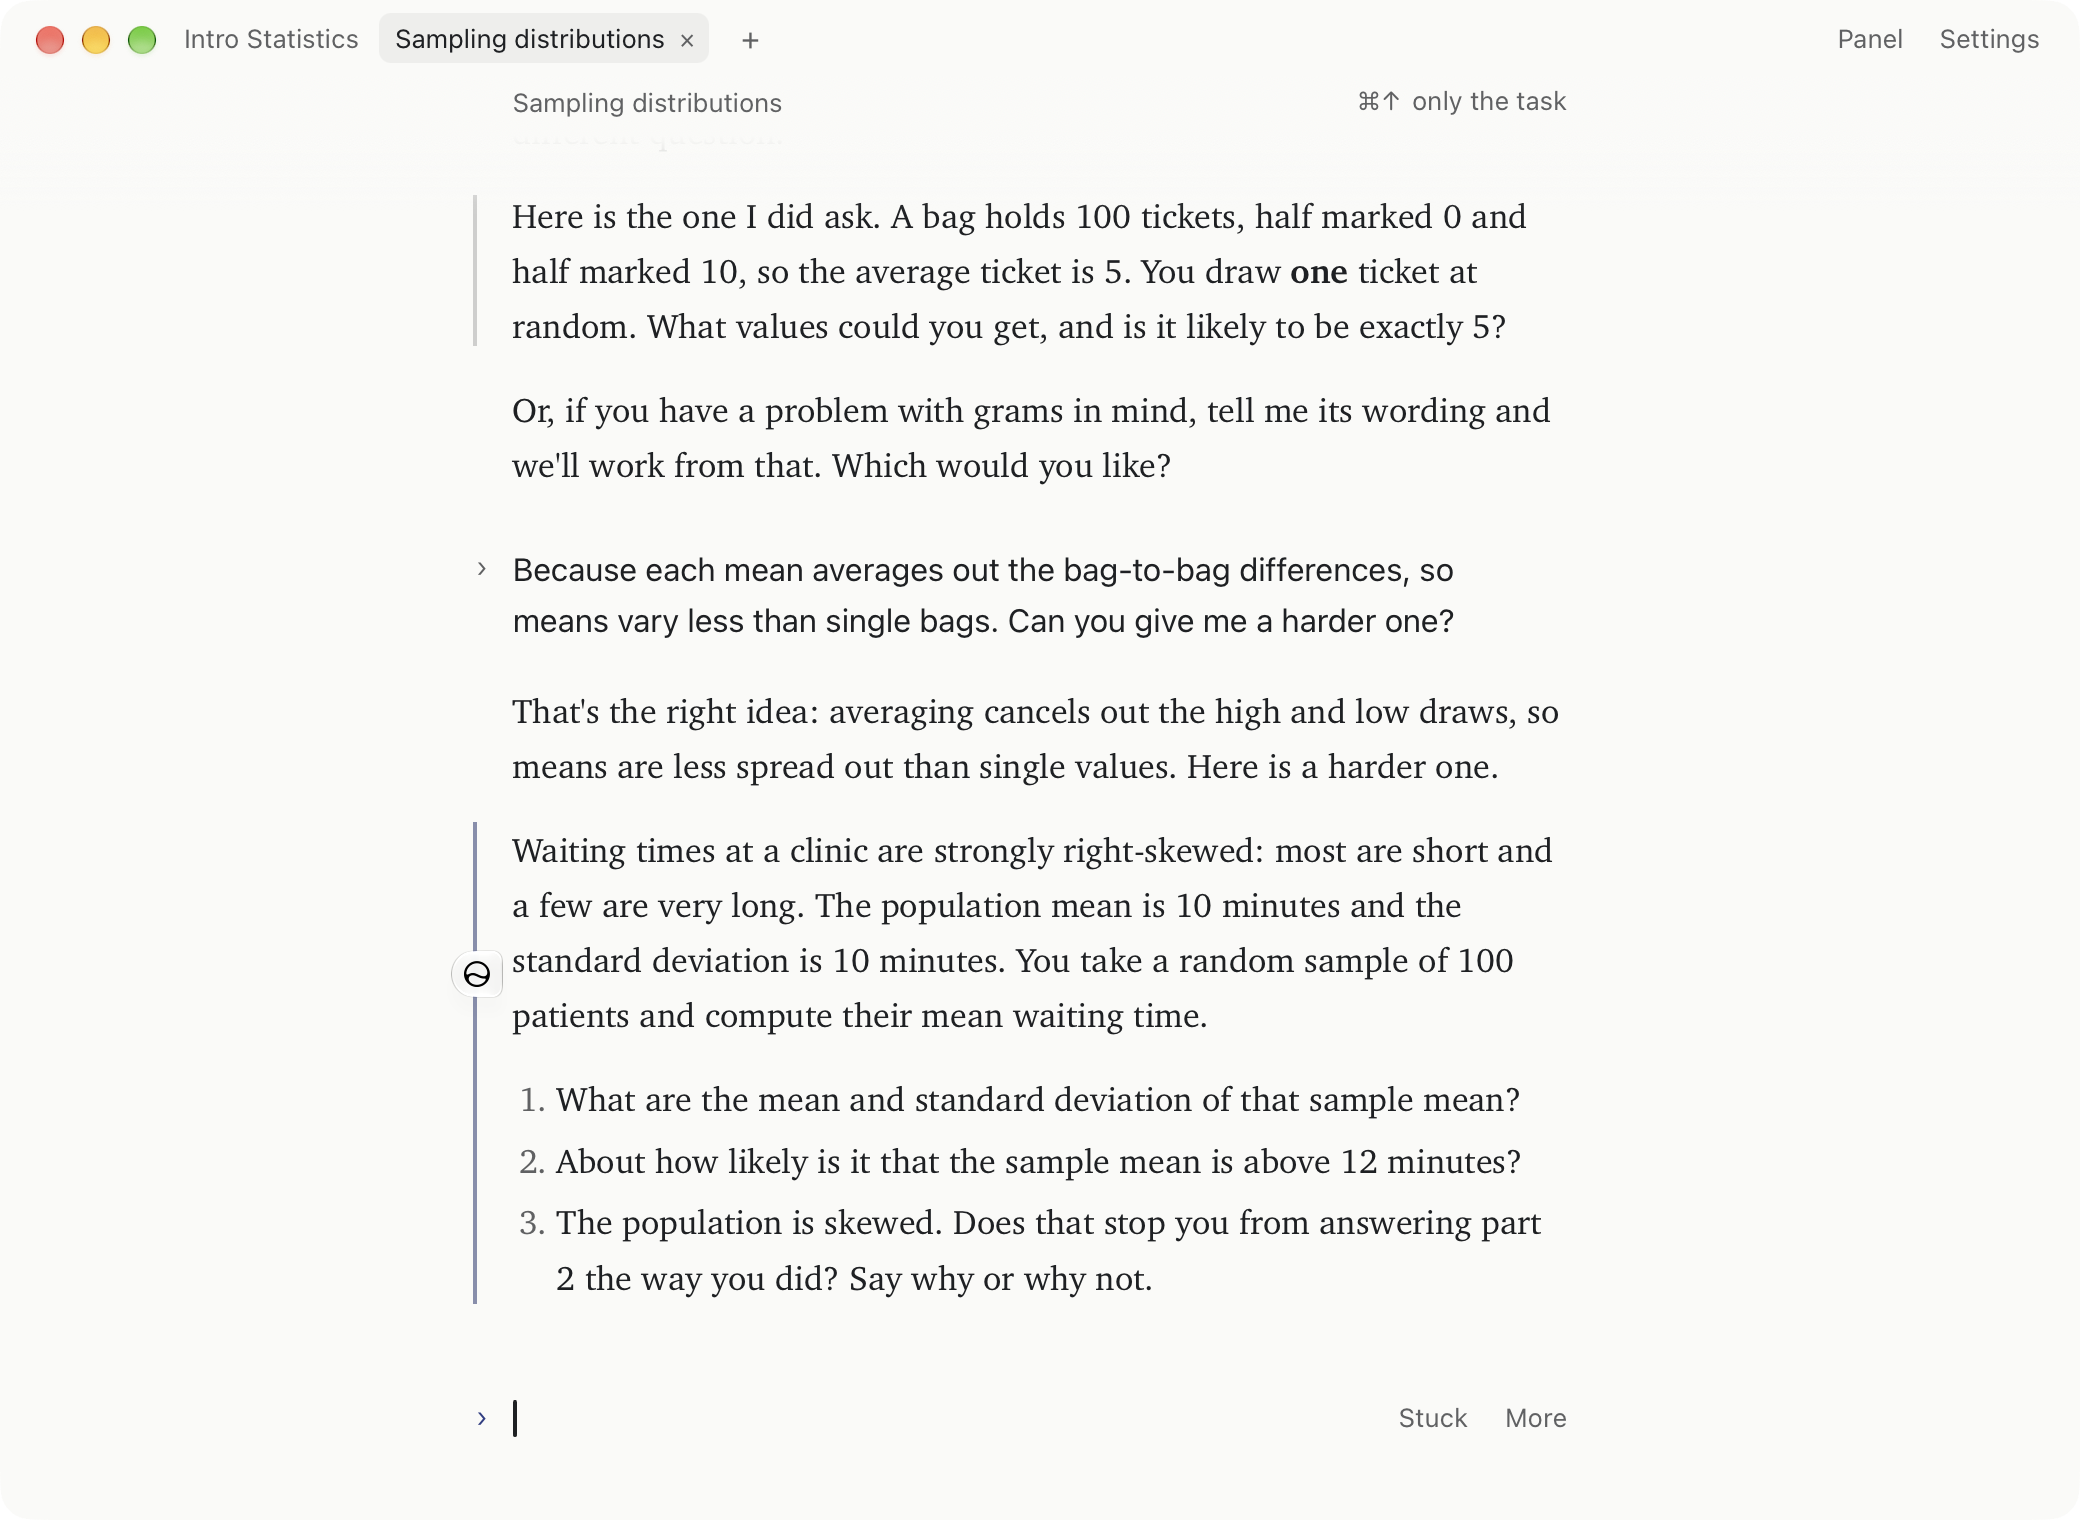 Intro Statistics
Sampling distributions ×
+
Panel
Settings
Sampling distributions
⌘↑ only the task
different question.
Here is the one I did ask. A bag holds 100 tickets, half marked 0 and
half marked 10, so the average ticket is 5. You draw one ticket at
random. What values could you get, and is it likely to be exactly 5?
Or, if you have a problem with grams in mind, tell me its wording and
we'll work from that. Which would you like?
› Because each mean averages out the bag-to-bag differences, so
means vary less than single bags. Can you give me a harder one?
That's the right idea: averaging cancels out the high and low draws, so
means are less spread out than single values. Here is a harder one.
Waiting times at a clinic are strongly right-skewed: most are short and
a few are very long. The population mean is 10 minutes and the
standard deviation is 10 minutes. You take a random sample of 100
patients and compute their mean waiting time.
1. What are the mean and standard deviation of that sample mean?
2. About how likely is it that the sample mean is above 12 minutes?
3. The population is skewed. Does that stop you from answering part
2 the way you did? Say why or why not.
›
Stuck
More